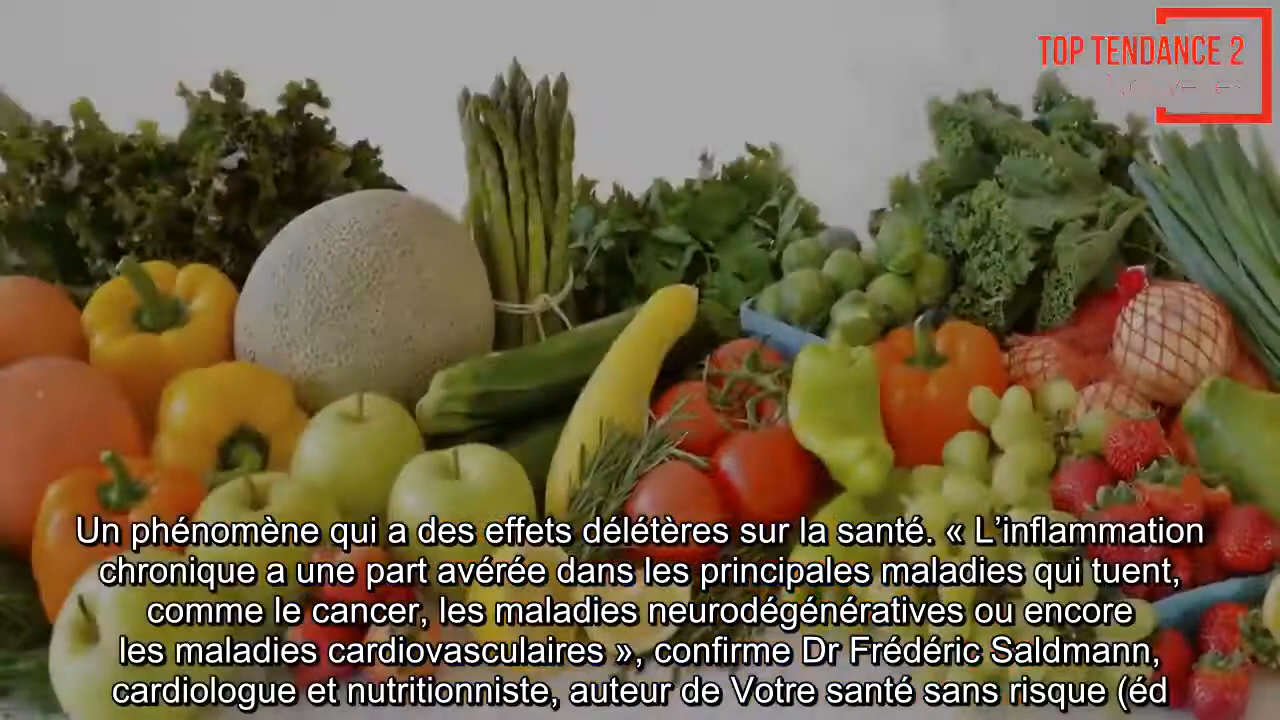 TOP TENDANCE 2
Un phénomène qui a des effets délétères sur la santé. « L’inflammation
chronique a une part avérée dans les principales maladies qui tuent,
comme le cancer, les maladies neurodégénératives ou encore
les maladies cardiovasculaires », confirme Dr Frédéric Saldmann,
cardiologue et nutritionniste, auteur de Votre santé sans risque (éd